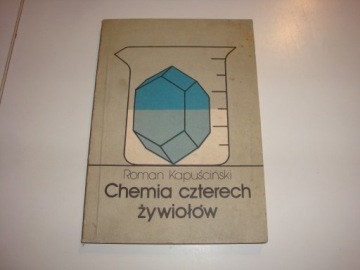 Roman Kapuściński
Chemia czterech
żywiołów